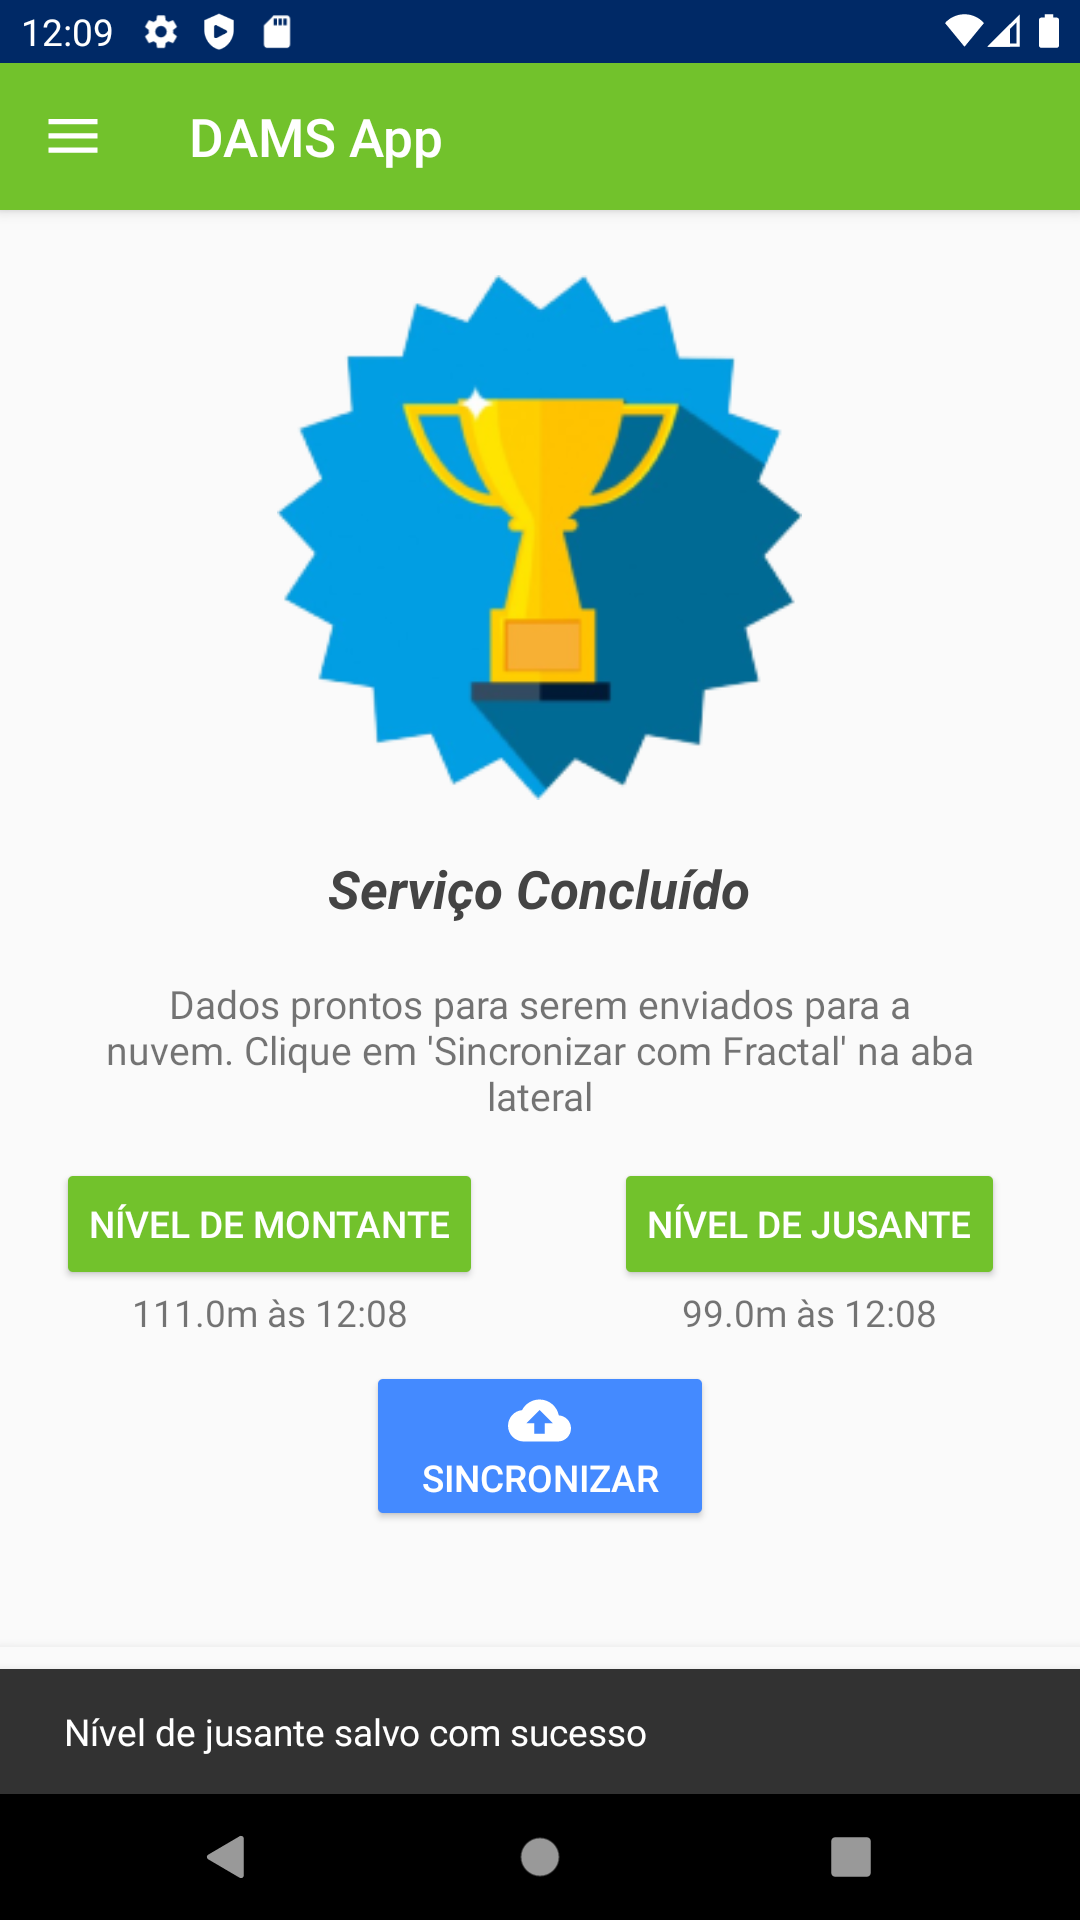 12:09
DAMS App
Serviço Concluído
Dados prontos para serem enviados para a
nuvem. Clique em 'Sincronizar com Fractal' na aba
lateral
NÍVEL DE MONTANTE
NÍVEL DE JUSANTE
111.0m às 12:08
99.0m às 12:08
SINCRONIZAR
Nível de jusante salvo com sucesso